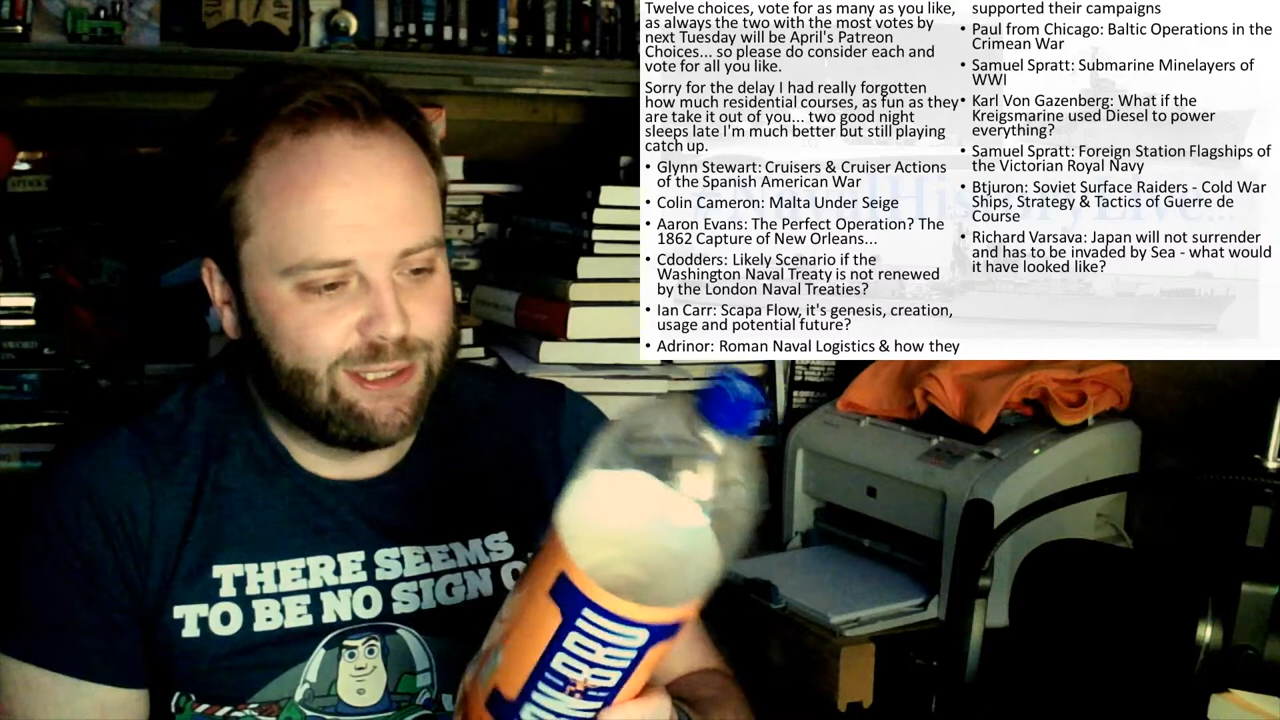 Twelve choices, vote for as many as you like,
as always the two with the most votes by
next Tuesday will be April's Patreon
Choices... so please do consider each and
vote for all you like.
Sorry for the delay I had really forgotten
how much residential courses, as fun as they
are take it out of you... two good night
sleeps late I'm much better but still playing
catch up.
• Glynn Stewart: Cruisers & Cruiser Actions
of the Spanish American War
• Colin Cameron: Malta Under Seige
• Aaron Evans: The Perfect Operation? The
1862 Capture of New Orleans...
• Cdodders: Likely Scenario if the
Washington Naval Treaty is not renewed
by the London Naval Treaties?
• Ian Carr: Scapa Flow, it's genesis, creation,
usage and potential future?
• Adrinor: Roman Naval Logistics & how they
supported their campaigns
• Paul from Chicago: Baltic Operations in the
Crimean War
• Samuel Spratt: Submarine Minelayers of
WWI
• Karl Von Gazenberg: What if the
Kreigsmarine used Diesel to power
everything?
• Samuel Spratt: Foreign Station Flagships of
the Victorian Royal Navy
• Btjuron: Soviet Surface Raiders - Cold War
Ships, Strategy & Tactics of Guerre de
Course
• Richard Varsava: Japan will not surrender
and has to be invaded by Sea - what would
it have looked like?
THERE SEEMS
TO BE NO SIGN O
RN-BRU